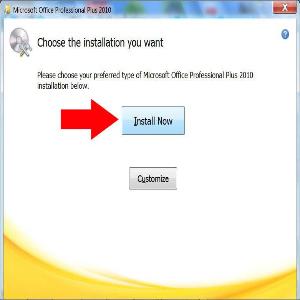 Microsoft Office Professional Plus 2010
Choose the installation you want
Please choose your preferred type of Microsoft Office Professional Plus 2010
installation below.
Install Now
Customize